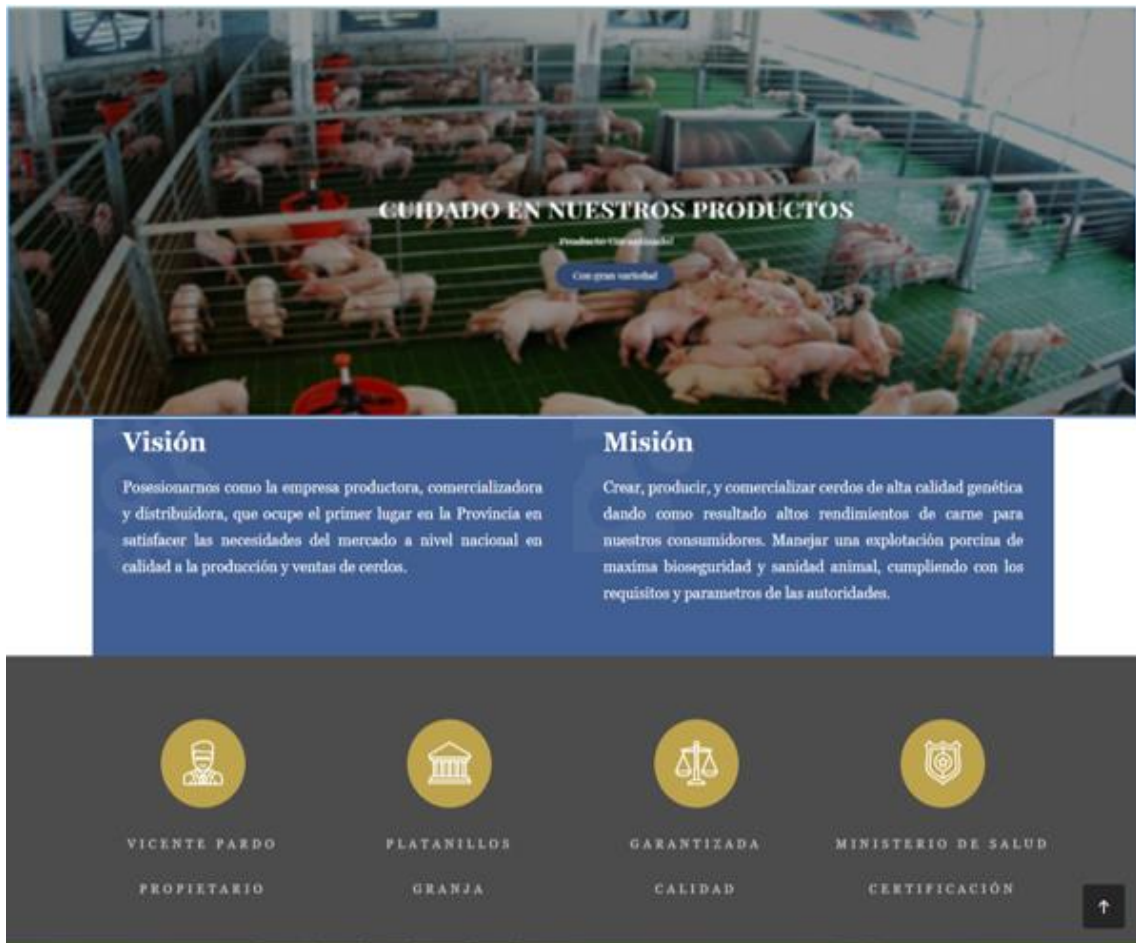 CUIDADO EN NUESTROS PRODUCTOS
Producto Garantizado!
Con gran variedad
Visión
Posesionarnos como la empresa productora, comercializadora
y distribuidora, que ocupe el primer lugar en la Provincia en
satisfacer las necesidades del mercado a nivel nacional en
calidad a la producción y ventas de cerdos.
Misión
Crear, producir, y comercializar cerdos de alta calidad genética
dando como resultado altos rendimientos de carne para
nuestros consumidores. Manejar una explotación porcina de
maxima bioseguridad y sanidad animal, cumpliendo con los
requisitos y parametros de las autoridades.
VICENTE PARDO
PROPIETARIO
PLATANILLOS
GRANJA
GARANTIZADA
CALIDAD
MINISTERIO DE SALUD
CERTIFICACIÓN